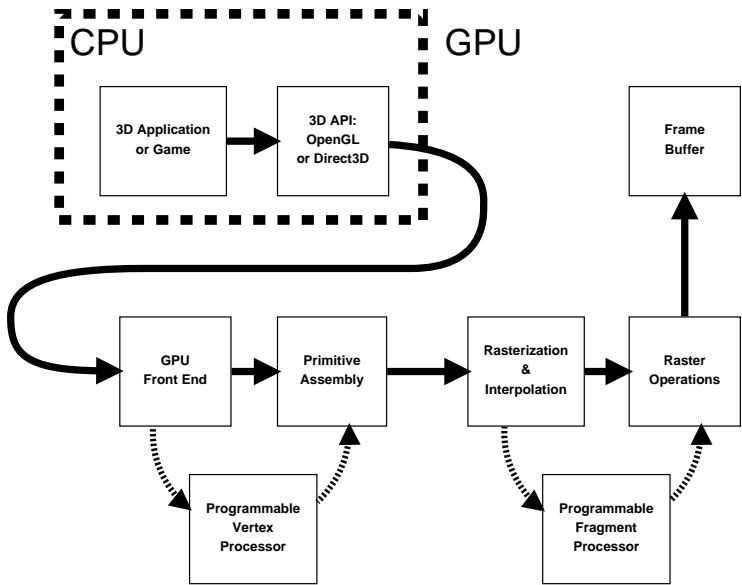 CPU
GPU
3D Application
or Game
3D API:
OpenGL
or Direct3D
Frame
Buffer
GPU
Front End
Primitive
Assembly
Rasterization
&
Interpolation
Raster
Operations
Programmable
Vertex
Processor
Programmable
Fragment
Processor